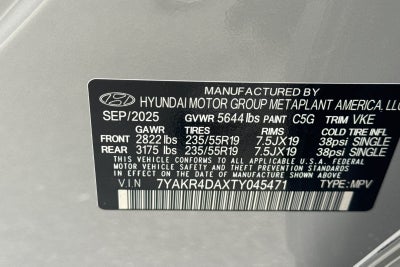 MANUFACTURED BY
HYUNDAI MOTOR GROUP METAPLANT AMERICA, LLC
SEP/2025 GVWR 5644 lbs PAINT C5G TRIM VKE
GAWR TIRES RIMS COLD TIRE INFL
FRONT 2822 lbs 235/55R19 7.5JX19 38psi SINGLE
REAR 3175 lbs 235/55R19 7.5JX19 38psi SINGLE
THIS VEHICLE CONFORMS TO ALL APPLICABLE
FEDERAL MOTOR VEHICLE SAFETY STANDARDS IN
EFFECT ON THE DATE OF MANUFACTURE SHOWN ABOVE
V.I.N 7YAKR4DAXTY045471 TYPE:MPV